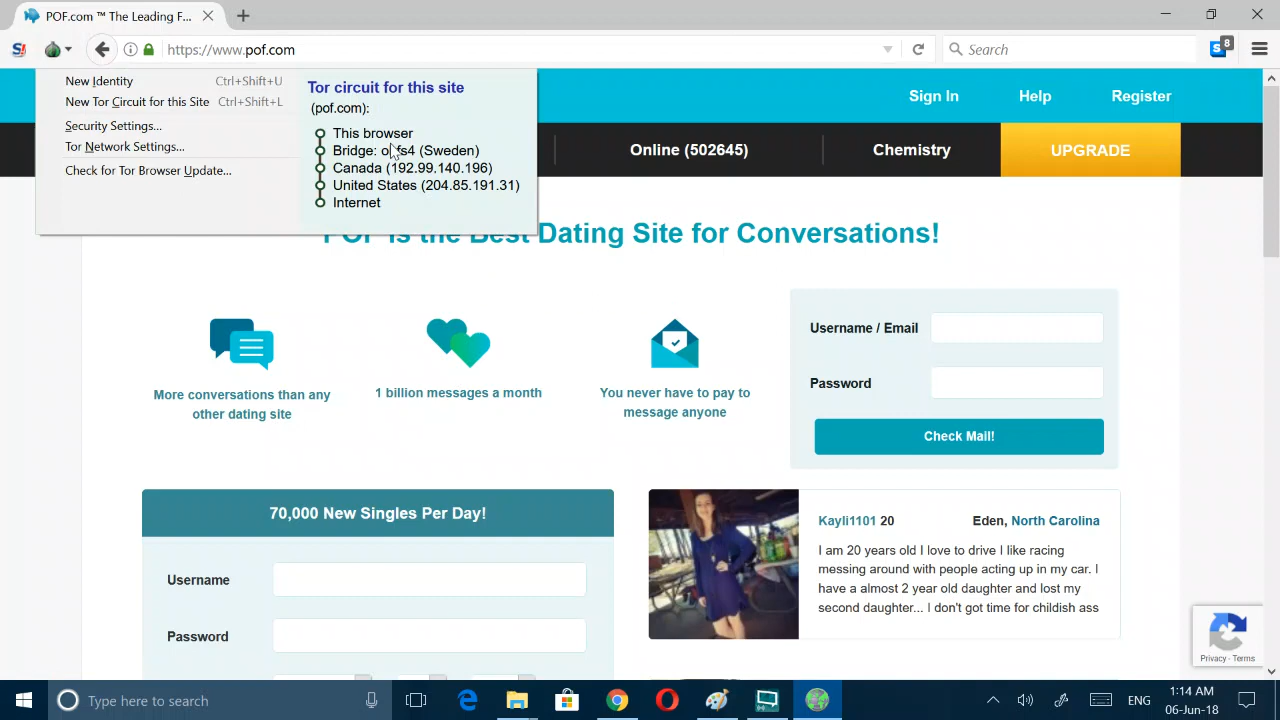 POF.com ™ The Leading F...
https://www.pof.com
Search
8
New Identity Ctrl+Shift+U
New Tor Circuit for this Site Ctrl+Shift+L
Security Settings...
Tor Network Settings...
Check for Tor Browser Update...
Tor circuit for this site
(pof.com):
This browser
(Sweden)
Bridge:
Canada (192.99.140.196)
United States (204.85.191.31)
Internet
Sign In
Help
Register
Online (502645)
Chemistry
UPGRADE
POF is the Best Dating Site for Conversations!
More conversations than any
other dating site
1 billion messages a month
You never have to pay to
message anyone
Username / Email
Password
Check Mail!
70,000 New Singles Per Day!
Username
Password
Kayli1101 20 Eden, North Carolina
I am 20 years old I love to drive I like racing
messing around with people acting up in my car. I
have a almost 2 year old daughter and lost my
second daughter... I don't got time for childish ass
Privacy - Terms
Type here to search
ENG
1:14 AM
06-Jun-18